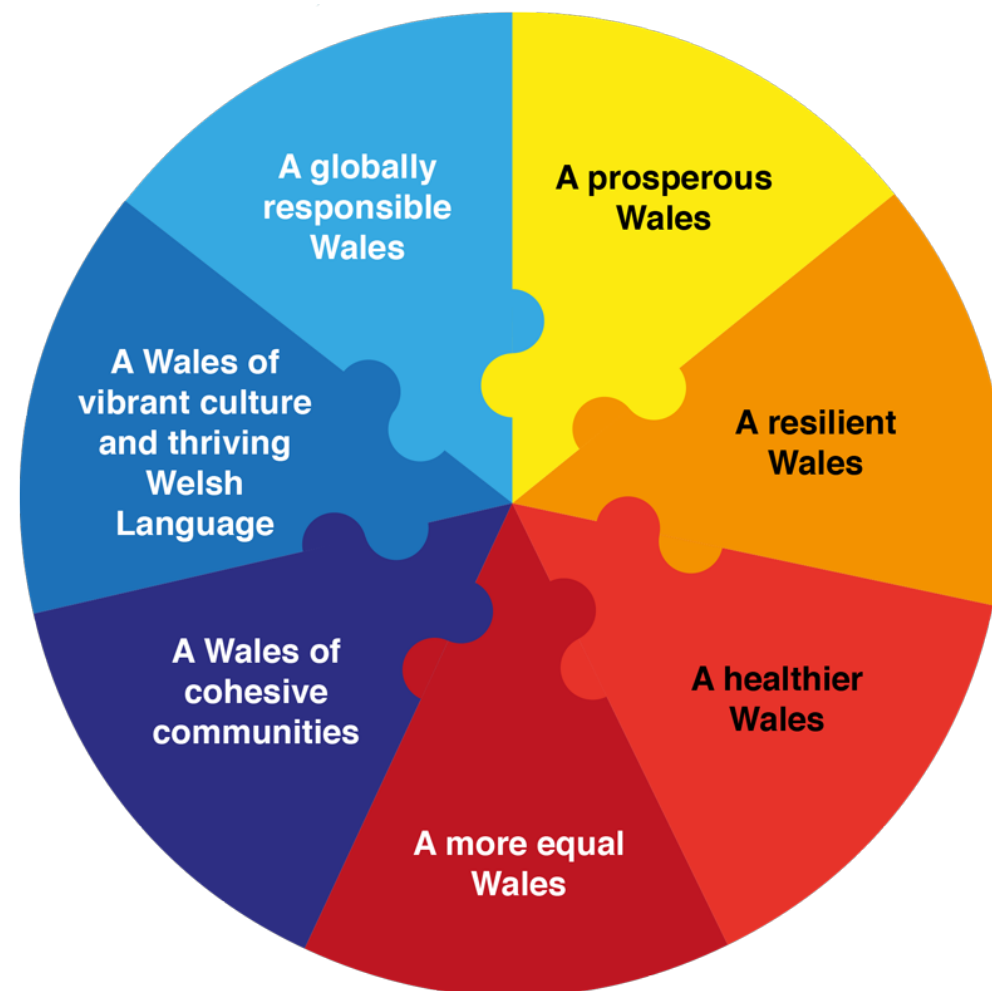 A prosperous
Wales
A resilient
Wales
A healthier
Wales
A more equal
Wales
A Wales of
cohesive
communities
A Wales of
vibrant culture
and thriving
Welsh
Language
A globally
responsible
Wales